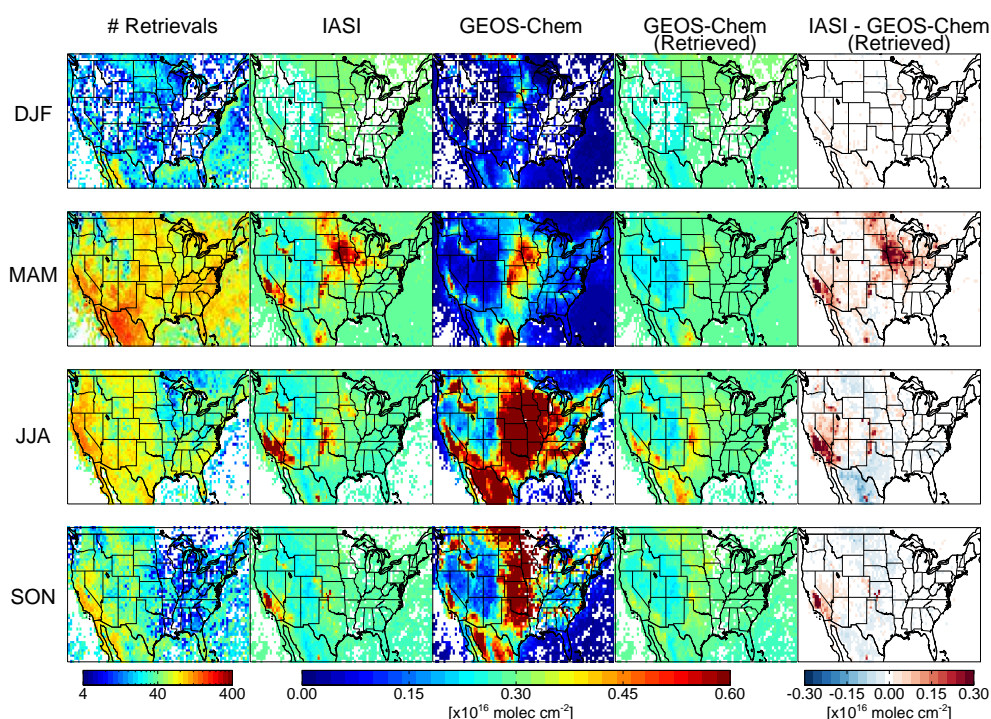 # Retrievals IASI GEOS-Chem GEOS-Chem IASI - GEOS-Chem
(Retrieved) (Retrieved)
DJF
MAM
JJA
SON
4 40 400 0.00 0.15 0.30 0.45 0.60 -0.30 -0.15 0.00 0.15 0.30
[x10¹⁶ molec cm⁻²] [x10¹⁶ molec cm⁻²]